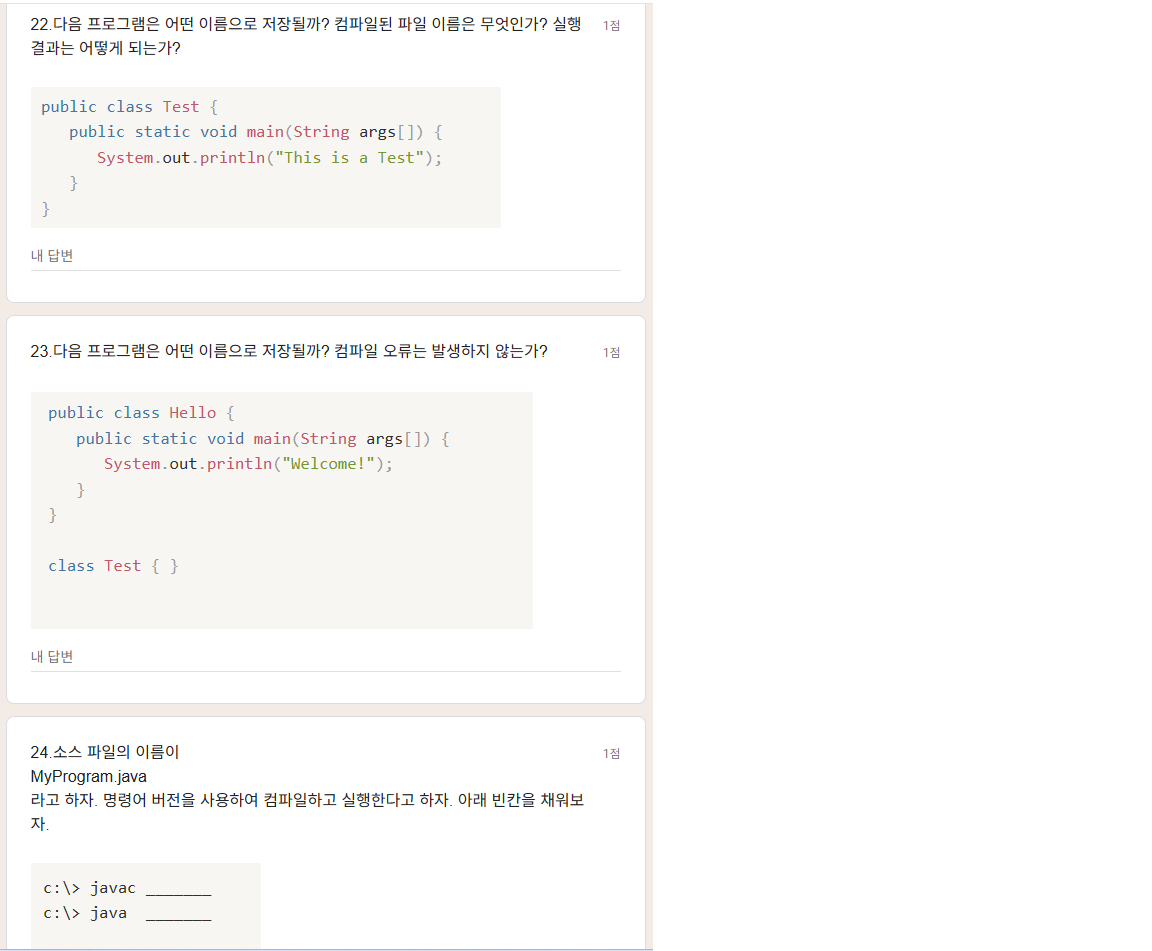 22.다음 프로그램은 어떤 이름으로 저장될까? 컴파일된 파일 이름은 무엇인가? 실행 1점
결과는 어떻게 되는가?
public class Test {
public static void main(String args[]) {
System.out.println("This is a Test");
}
}
내 답변
23.다음 프로그램은 어떤 이름으로 저장될까? 컴파일 오류는 발생하지 않는가? 1점
public class Hello {
public static void main(String args[]) {
System.out.println("Welcome!");
}
}
class Test { }
내 답변
24.소스 파일의 이름이 1점
MyProgram.java
라고 하자. 명령어 버전을 사용하여 컴파일하고 실행한다고 하자. 아래 빈칸을 채워보
자.
c:\> javac _______
c:\> java _______